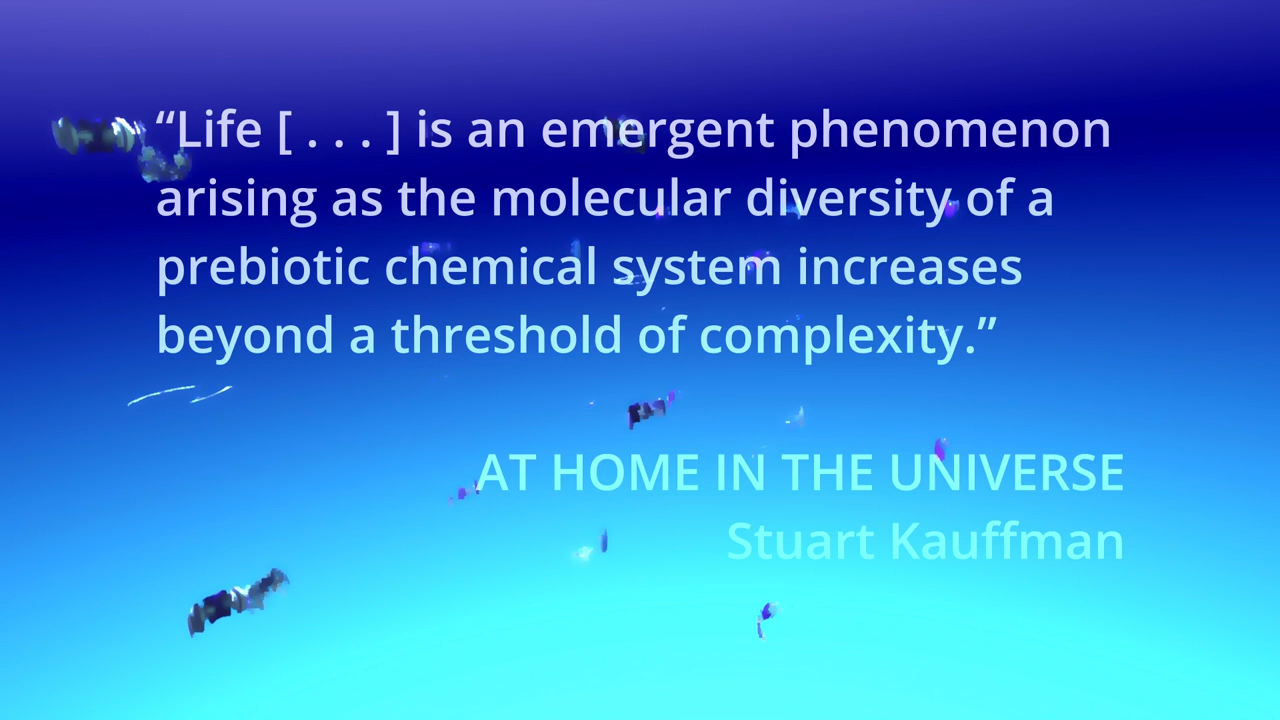 “Life [ . . . ] is an emergent phenomenon
arising as the molecular diversity of a
prebiotic chemical system increases
beyond a threshold of complexity.”
AT HOME IN THE UNIVERSE
Stuart Kauffman